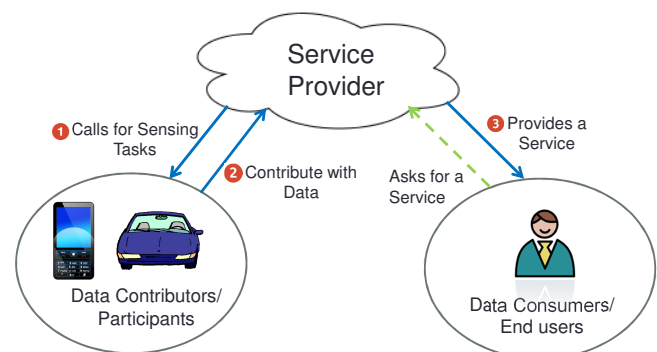 Service
Provider
1 Calls for Sensing
Tasks
2 Contribute with
Data
3 Provides a
Service
Asks for a
Service
Data Contributors/
Participants
Data Consumers/
End users